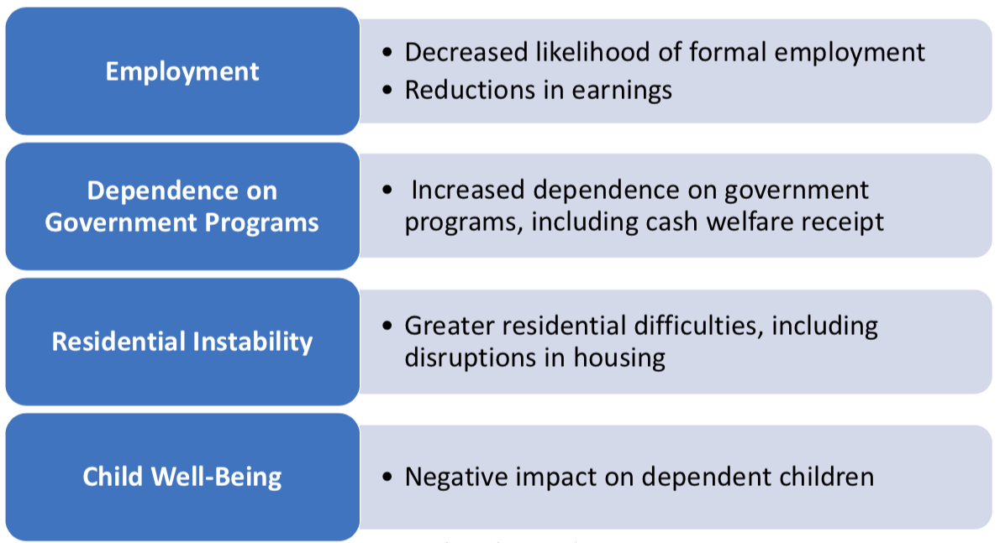 Employment
• Decreased likelihood of formal employment
• Reductions in earnings
Dependence on
Government Programs
• Increased dependence on government
programs, including cash welfare receipt
Residential Instability
• Greater residential difficulties, including
disruptions in housing
Child Well-Being
• Negative impact on dependent children